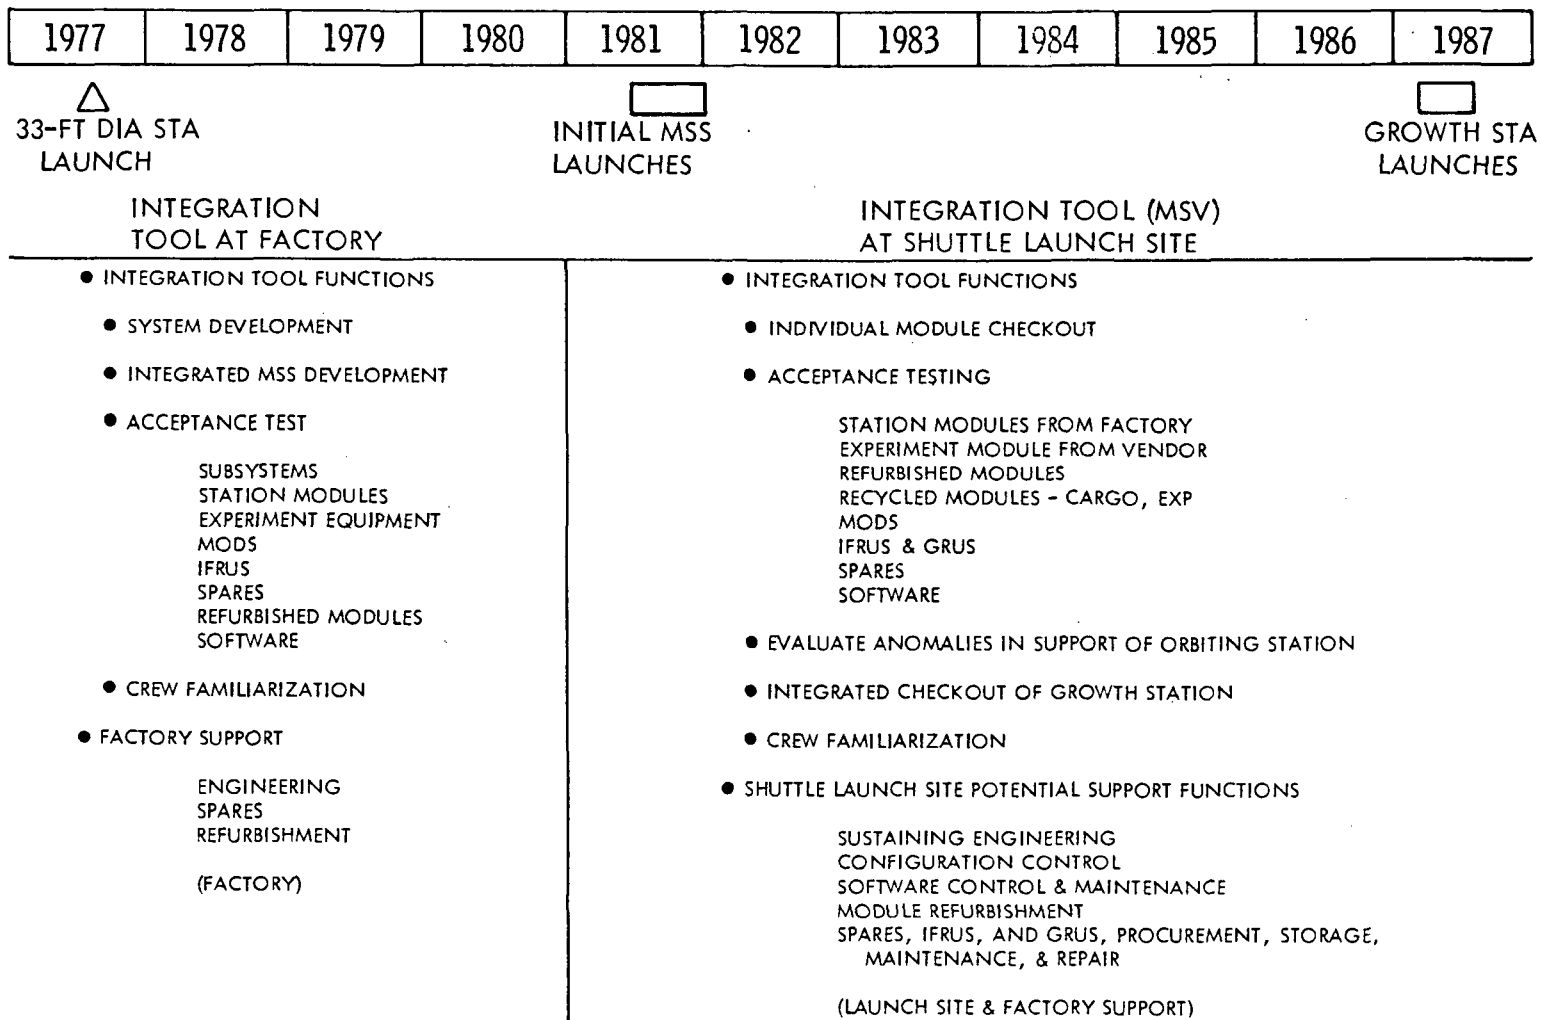 1977 1978 1979 1980 1981 1982 1983 1984 1985 1986 1987
33-FT DIA STA
LAUNCH
INITIAL MSS
LAUNCHES
GROWTH STA
LAUNCHES
INTEGRATION
TOOL AT FACTORY
● INTEGRATION TOOL FUNCTIONS
● SYSTEM DEVELOPMENT
● INTEGRATED MSS DEVELOPMENT
● ACCEPTANCE TEST
SUBSYSTEMS
STATION MODULES
EXPERIMENT EQUIPMENT
MODS
IFRUS
SPARES
REFURBISHED MODULES
SOFTWARE
● CREW FAMILIARIZATION
● FACTORY SUPPORT
ENGINEERING
SPARES
REFURBISHMENT
(FACTORY)
INTEGRATION TOOL (MSV)
AT SHUTTLE LAUNCH SITE
● INTEGRATION TOOL FUNCTIONS
● INDIVIDUAL MODULE CHECKOUT
● ACCEPTANCE TESTING
STATION MODULES FROM FACTORY
EXPERIMENT MODULE FROM VENDOR
REFURBISHED MODULES
RECYCLED MODULES - CARGO, EXP
MODS
IFRUS & GRUS
SPARES
SOFTWARE
● EVALUATE ANOMALIES IN SUPPORT OF ORBITING STATION
● INTEGRATED CHECKOUT OF GROWTH STATION
● CREW FAMILIARIZATION
● SHUTTLE LAUNCH SITE POTENTIAL SUPPORT FUNCTIONS
SUSTAINING ENGINEERING
CONFIGURATION CONTROL
SOFTWARE CONTROL & MAINTENANCE
MODULE REFURBISHMENT
SPARES, IFRUS, AND GRUS, PROCUREMENT, STORAGE,
MAINTENANCE, & REPAIR
(LAUNCH SITE & FACTORY SUPPORT)